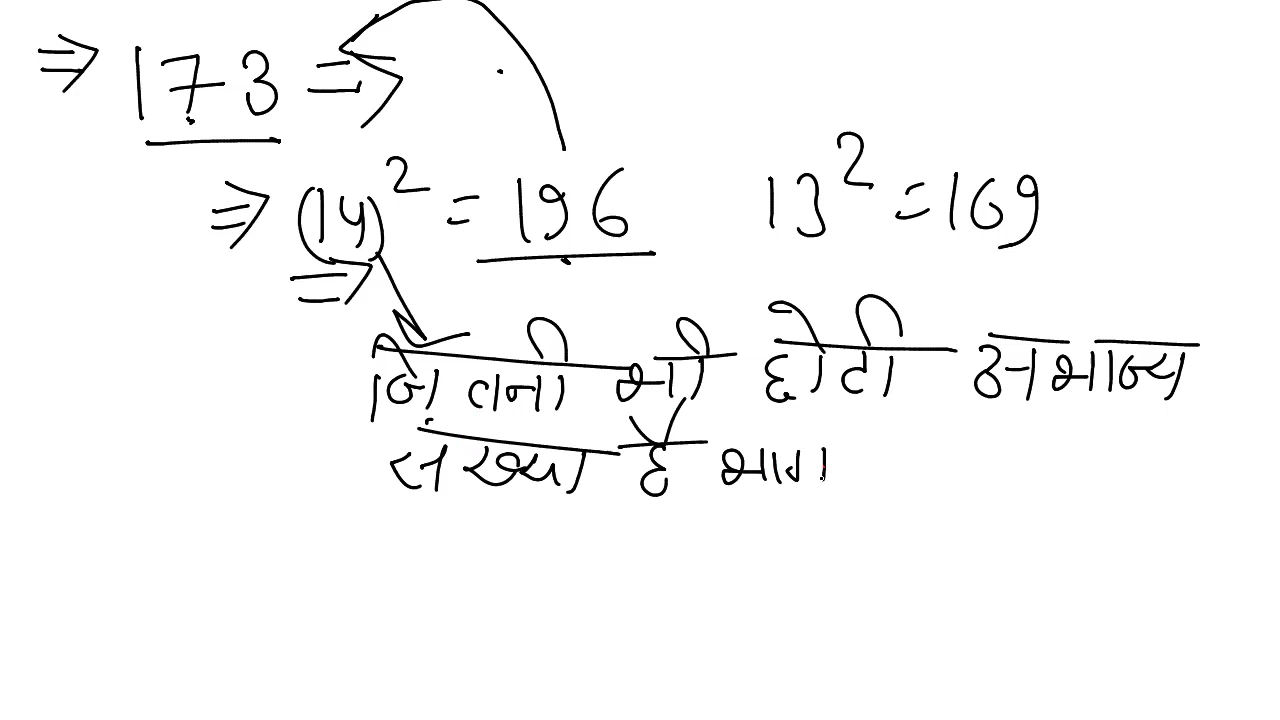 ⇒ 173 ⇒
⇒ (14)² = 196 13² = 169
⇒
जितनी भी छोटी अभाज्य
संख्या है भाग